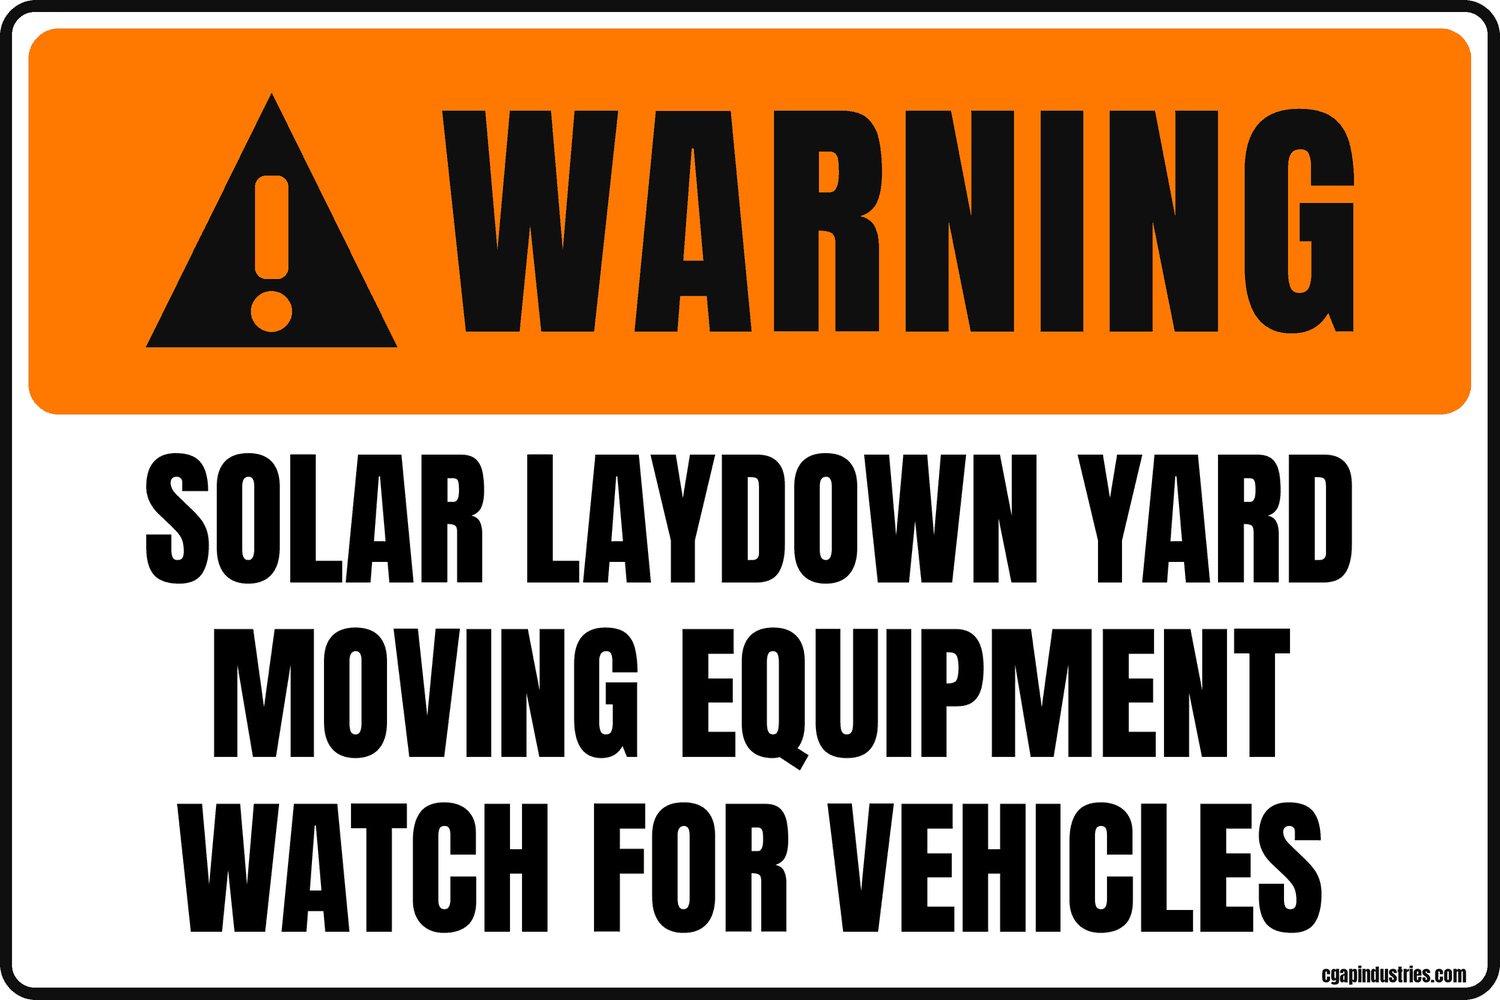 WARNING
SOLAR LAYDOWN YARD
MOVING EQUIPMENT
WATCH FOR VEHICLES
cgapindustries.com